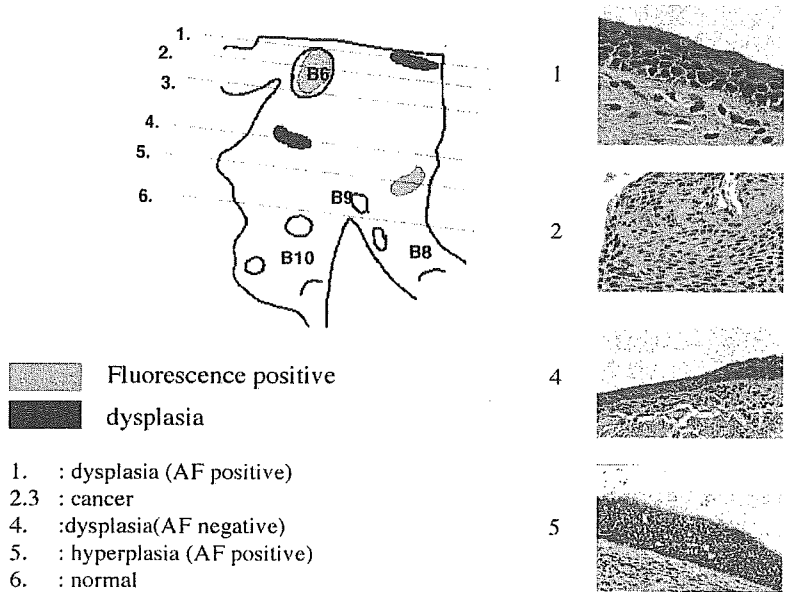 1.
2.
3.
4.
5.
6.
B6
B9
B10
B8
1
2
4
5
Fluorescence positive
dysplasia
1. : dysplasia (AF positive)
2.3 : cancer
4. :dysplasia(AF negative)
5. : hyperplasia (AF positive)
6. : normal